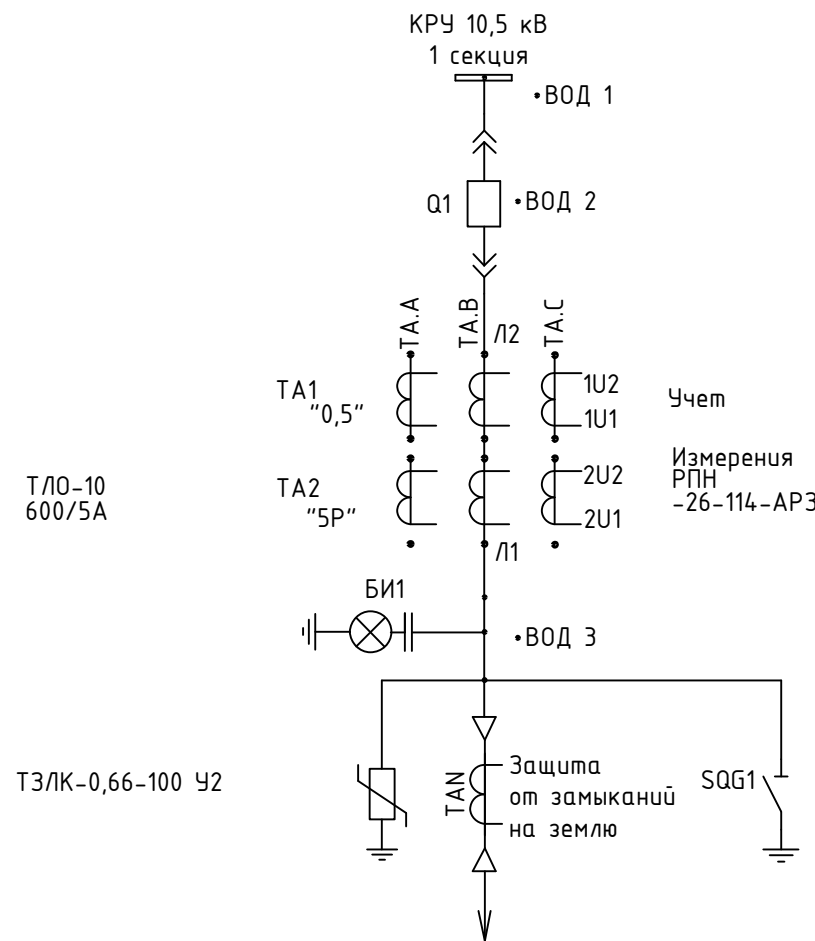 КРУ 10,5 кВ
1 секция
ВОД 1
Q1
ВОД 2
ТА.А
ТА.В
ТА.С
Л2
ТА1
"0,5"
1U2
1U1
Учет
ТЛО-10
600/5А
ТА2
"5Р"
2U2
2U1
Измерения
РПН
-26-114-АРЗ
Л1
БИ1
ВОД 3
ТЗЛК-0,66-100 У2
TAN
Защита
от замыканий
на землю
SQG1